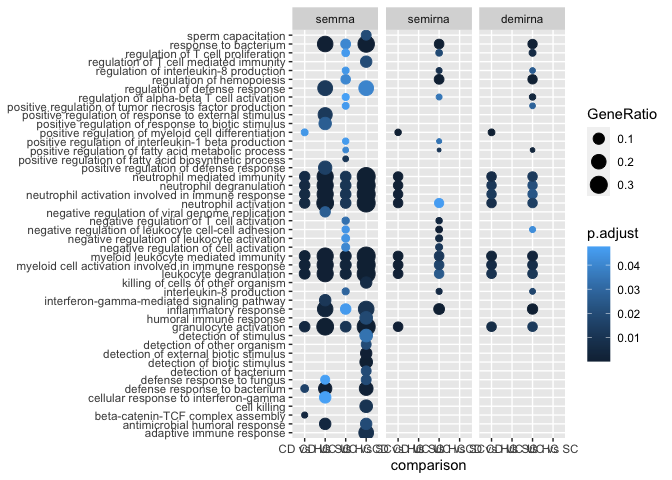 semrna semirna demirna
sperm capacitation
response to bacterium
regulation of T cell proliferation
regulation of T cell mediated immunity
regulation of interleukin-8 production
regulation of hemopoiesis
regulation of defense response
regulation of alpha-beta T cell activation
positive regulation of tumor necrosis factor production
positive regulation of response to external stimulus
positive regulation of response to biotic stimulus
positive regulation of myeloid cell differentiation
positive regulation of interleukin-1 beta production
positive regulation of fatty acid metabolic process
positive regulation of fatty acid biosynthetic process
positive regulation of defense response
neutrophil mediated immunity
neutrophil degranulation
neutrophil activation involved in immune response
neutrophil activation
negative regulation of viral genome replication
negative regulation of T cell activation
negative regulation of leukocyte cell-cell adhesion
negative regulation of leukocyte activation
negative regulation of cell activation
myeloid leukocyte mediated immunity
myeloid cell activation involved in immune response
leukocyte degranulation
killing of cells of other organism
interleukin-8 production
interferon-gamma-mediated signaling pathway
inflammatory response
humoral immune response
granulocyte activation
detection of stimulus
detection of other organism
detection of external biotic stimulus
detection of biotic stimulus
detection of bacterium
defense response to fungus
defense response to bacterium
cellular response to interferon-gamma
cell killing
beta-catenin-TCF complex assembly
antimicrobial humoral response
adaptive immune response
comparison
GeneRatio
0.1
0.2
0.3
p.adjust
0.04
0.03
0.02
0.01